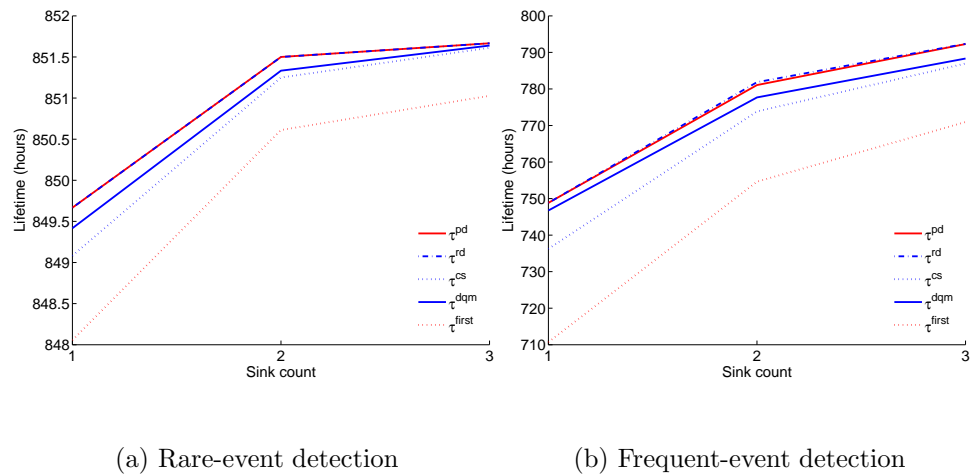 852
851.5
851
850.5
850
849.5
849
848.5
848
Lifetime (hours)
1
2
3
Sink count
τ^pd
τ^rd
τ^cs
τ^dqm
τ^first
(a) Rare-event detection
800
790
780
770
760
750
740
730
720
710
Lifetime (hours)
1
2
3
Sink count
τ^pd
τ^rd
τ^cs
τ^dqm
τ^first
(b) Frequent-event detection